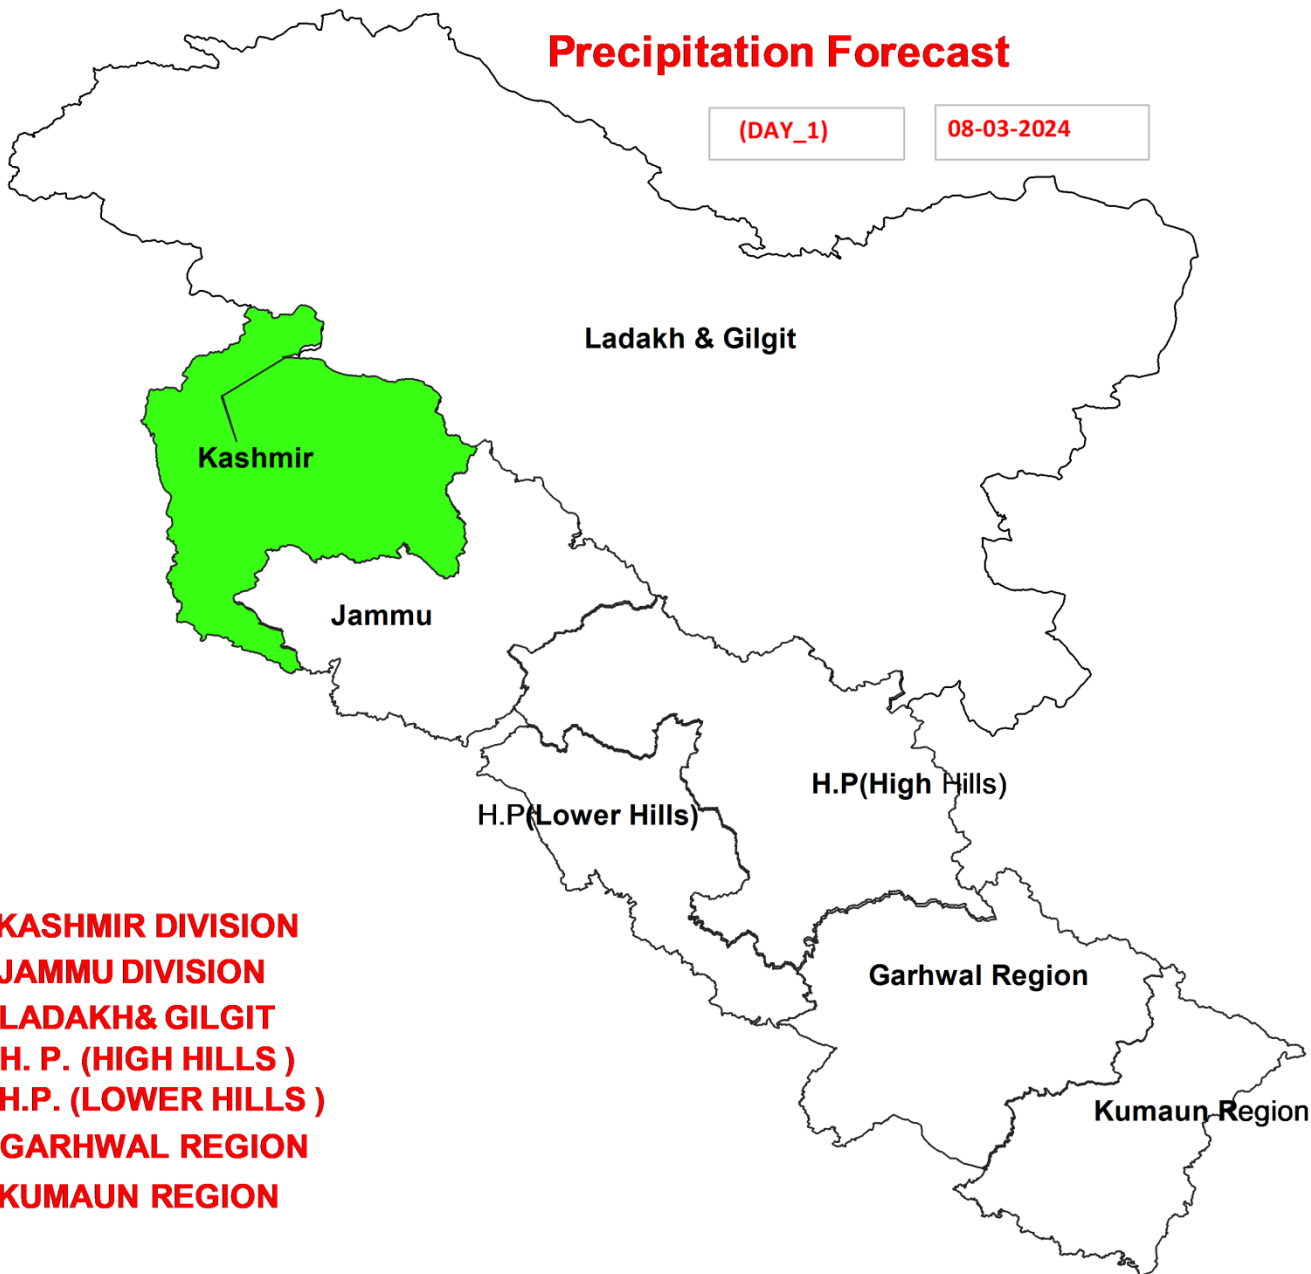 Precipitation Forecast
(DAY_1) 08-03-2024
Ladakh & Gilgit
Kashmir
Jammu
H.P(High Hills)
H.P(Lower Hills)
Garhwal Region
Kumaun Region
KASHMIR DIVISION
JAMMU DIVISION
LADAKH& GILGIT
H. P. (HIGH HILLS )
H.P. (LOWER HILLS )
GARHWAL REGION
KUMAUN REGION